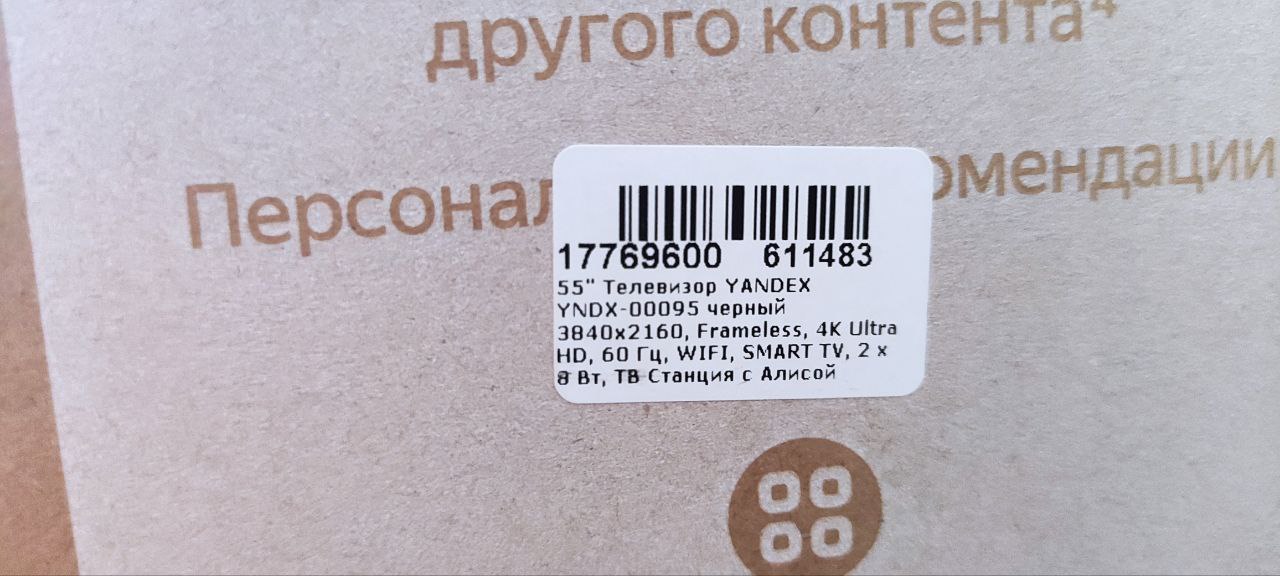 другого контента⁴
Персонал омендации
17769600 611483
55" Телевизор YANDEX
YNDX-00095 черный
3840x2160, Frameless, 4K Ultra
HD, 60 Гц, WIFI, SMART TV, 2 x
8 Вт, ТВ Станция с Алисой